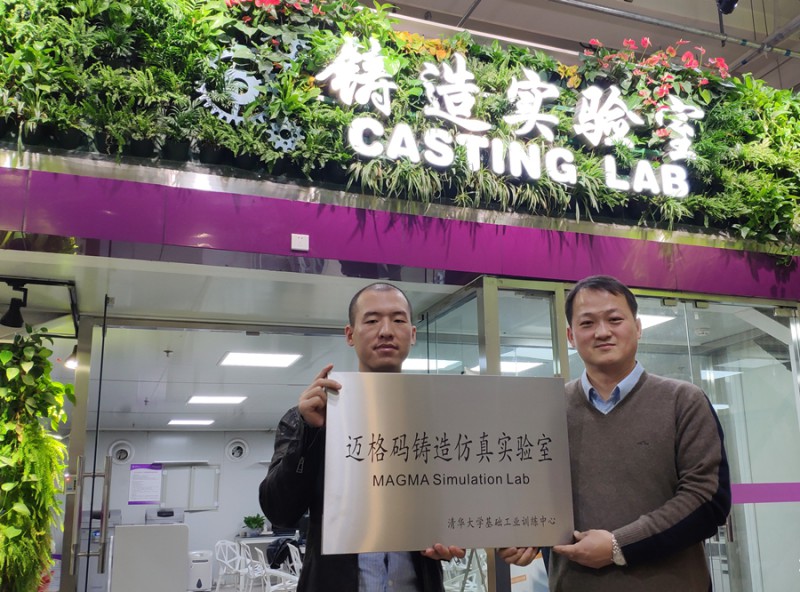 铸造实验室
CASTING LAB
迈格码铸造仿真实验室
MAGMA Simulation Lab
清华大学基础工业训练中心